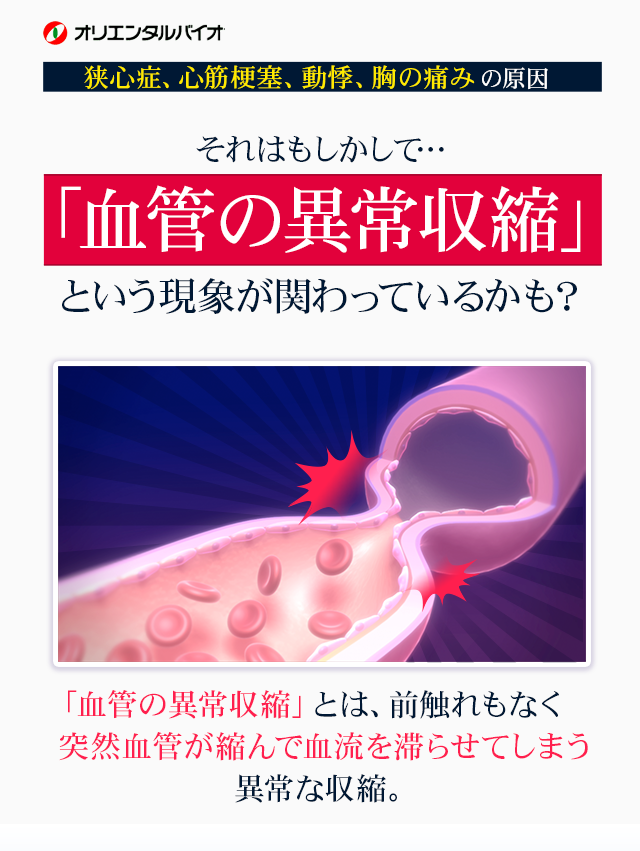 オリエンタルバイオ
狭心症、心筋梗塞、動悸、胸の痛みの原因
それはもしかして…
「血管の異常収縮」
という現象が関わっているかも？
「血管の異常収縮」とは、前触れもなく
突然血管が縮んで血流を滞らせてしまう
異常な収縮。